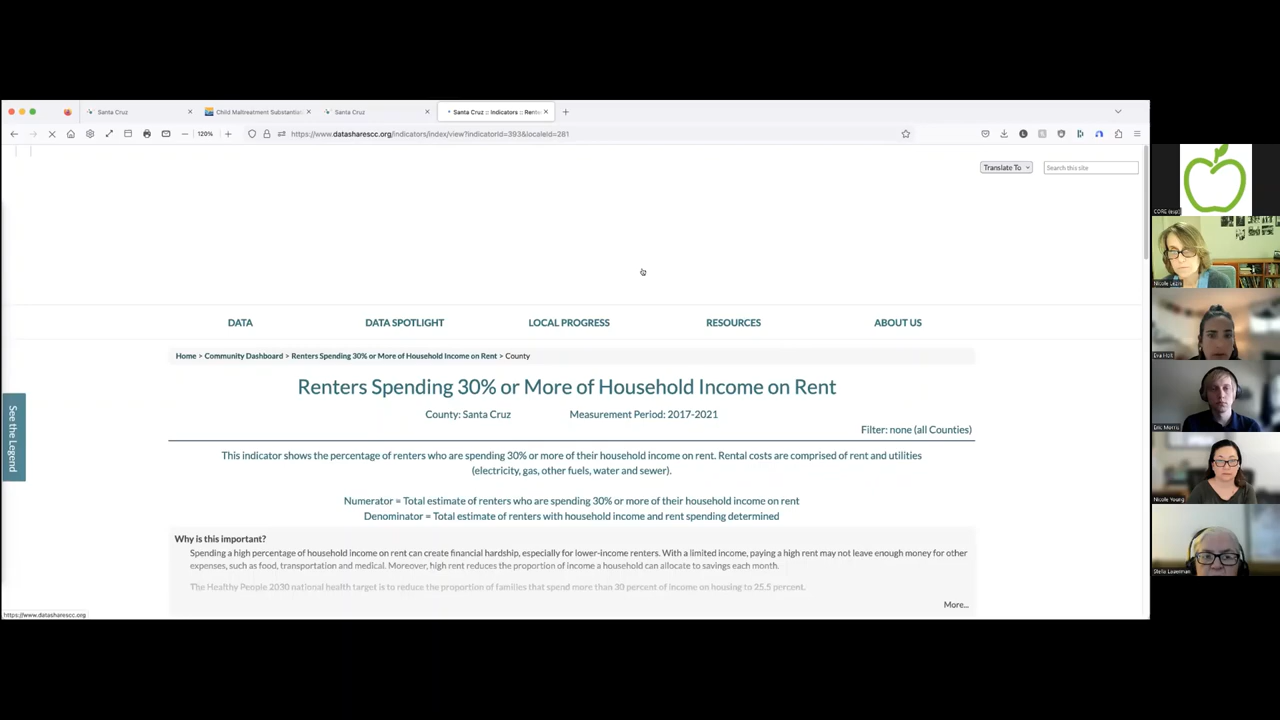 Santa Cruz
Child Maltreatment Substantia
Santa Cruz
Santa Cruz :: Indicators :: Rente
120%
https://www.datasharescc.org/indicators/index/view?indicatorId=393&localeId=281
Translate To
Search this site
DATA
DATA SPOTLIGHT
LOCAL PROGRESS
RESOURCES
ABOUT US
Home > Community Dashboard > Renters Spending 30% or More of Household Income on Rent > County
Renters Spending 30% or More of Household Income on Rent
County: Santa Cruz
Measurement Period: 2017-2021
Filter: none (all Counties)
See the Legend
This indicator shows the percentage of renters who are spending 30% or more of their household income on rent. Rental costs are comprised of rent and utilities
(electricity, gas, other fuels, water and sewer).
Numerator = Total estimate of renters who are spending 30% or more of their household income on rent
Denominator = Total estimate of renters with household income and rent spending determined
Why is this important?
Spending a high percentage of household income on rent can create financial hardship, especially for lower-income renters. With a limited income, paying a high rent may not leave enough money for other
expenses, such as food, transportation and medical. Moreover, high rent reduces the proportion of income a household can allocate to savings each month.
The Healthy People 2030 national health target is to reduce the proportion of families that spend more than 30 percent of income on housing to 25.5 percent.
More...
https://www.datasharescc.org
Nicole
Eva Holt
Nicole Young